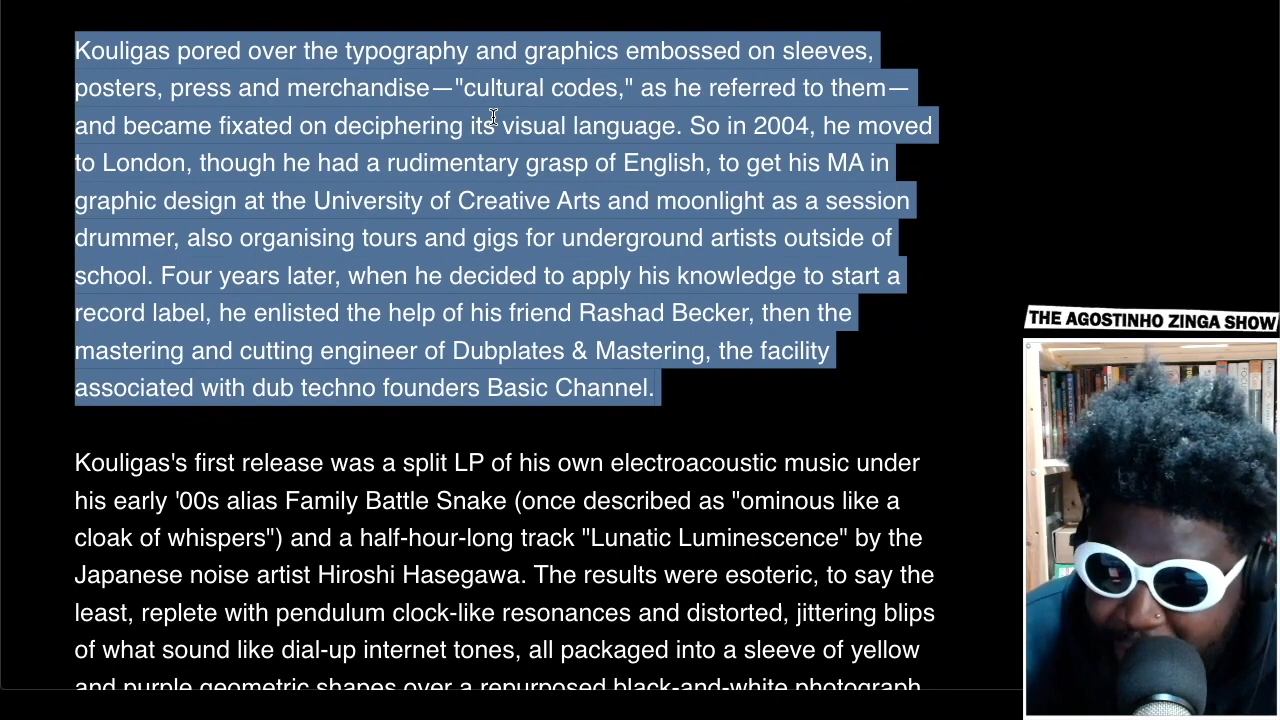 Kouligas pored over the typography and graphics embossed on sleeves,
posters, press and merchandise—"cultural codes," as he referred to them—
and became fixated on deciphering its visual language. So in 2004, he moved
to London, though he had a rudimentary grasp of English, to get his MA in
graphic design at the University of Creative Arts and moonlight as a session
drummer, also organising tours and gigs for underground artists outside of
school. Four years later, when he decided to apply his knowledge to start a
record label, he enlisted the help of his friend Rashad Becker, then the
mastering and cutting engineer of Dubplates & Mastering, the facility
associated with dub techno founders Basic Channel.
Kouligas's first release was a split LP of his own electroacoustic music under
his early '00s alias Family Battle Snake (once described as "ominous like a
cloak of whispers") and a half-hour-long track "Lunatic Luminescence" by the
Japanese noise artist Hiroshi Hasegawa. The results were esoteric, to say the
least, replete with pendulum clock-like resonances and distorted, jittering blips
of what sound like dial-up internet tones, all packaged into a sleeve of yellow
and purple geometric shapes over a repurposed black-and-white photograph
THE AGOSTINHO ZINGA SHOW